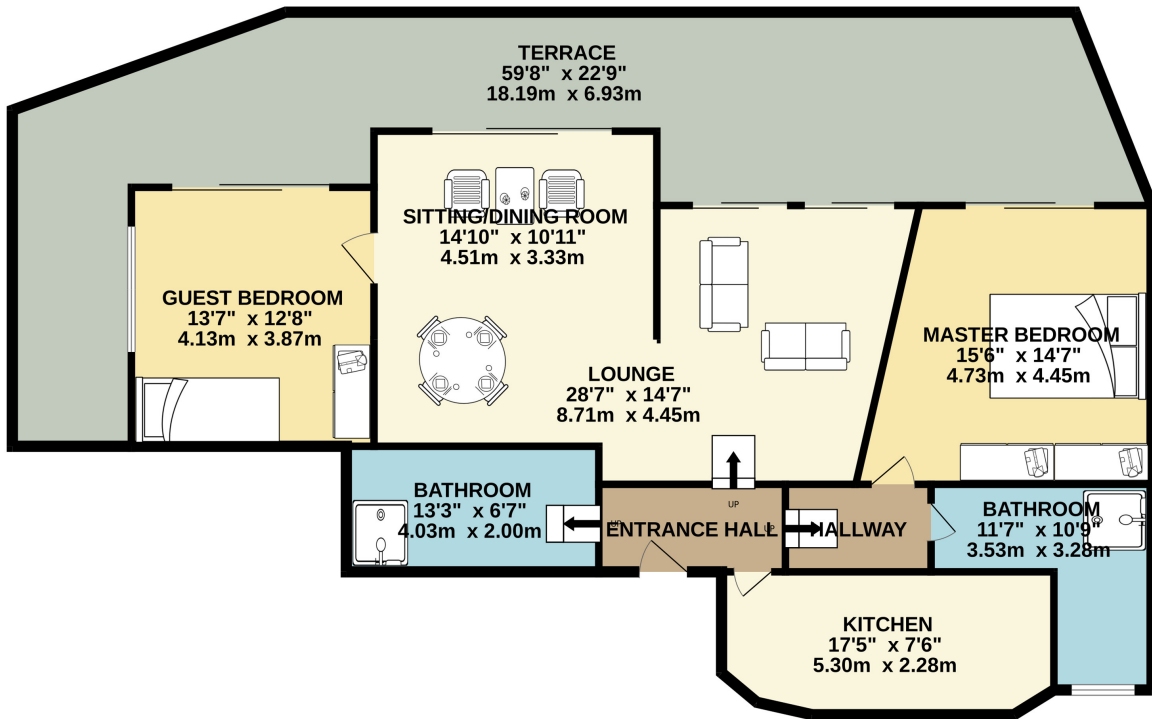 TERRACE
59'8" x 22'9"
18.19m x 6.93m
SITTING/DINING ROOM
14'10" x 10'11"
4.51m x 3.33m
GUEST BEDROOM
13'7" x 12'8"
4.13m x 3.87m
MASTER BEDROOM
15'6" x 14'7"
4.73m x 4.45m
LOUNGE
28'7" x 14'7"
8.71m x 4.45m
BATHROOM
13'3" x 6'7"
4.03m x 2.00m
UP
UP
UP
ENTRANCE HALL
HALLWAY
BATHROOM
11'7" x 10'9"
3.53m x 3.28m
KITCHEN
17'5" x 7'6"
5.30m x 2.28m